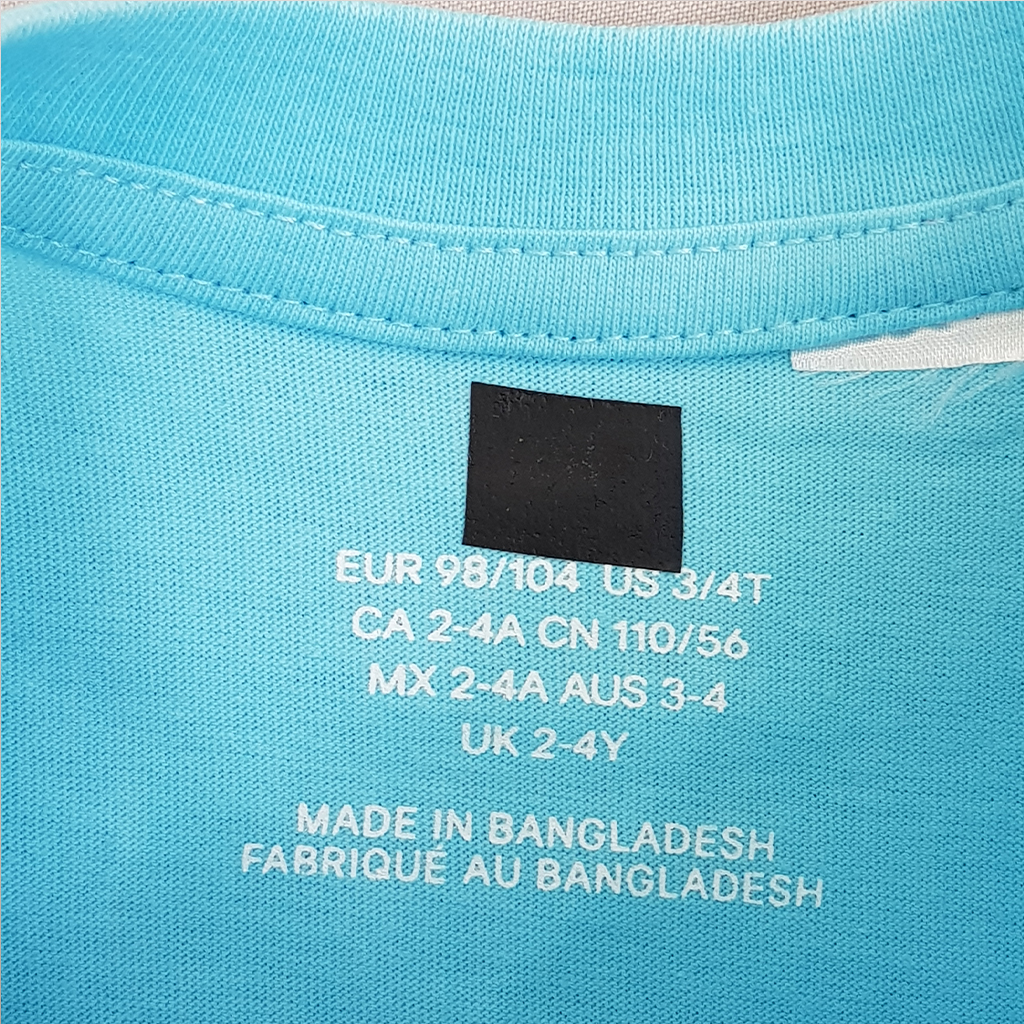 EUR 98/104 US 3/4T
CA 2-4A CN 110/56
MX 2-4A AUS 3-4
UK 2-4Y
MADE IN BANGLADESH
FABRIQUÉ AU BANGLADESH